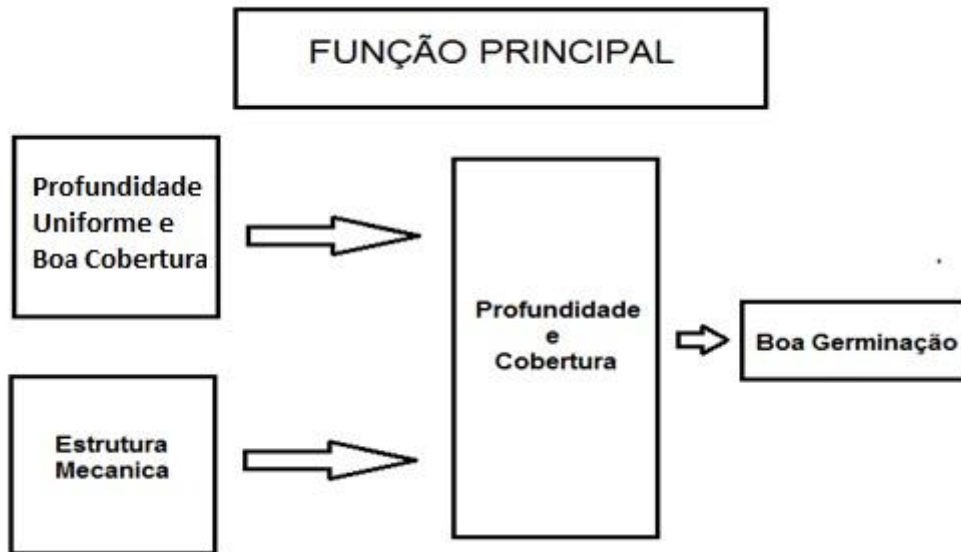 FUNÇÃO PRINCIPAL
Profundidade
Uniforme e
Boa Cobertura
Estrutura
Mecanica
Profundidade
e
Cobertura
Boa Germinação